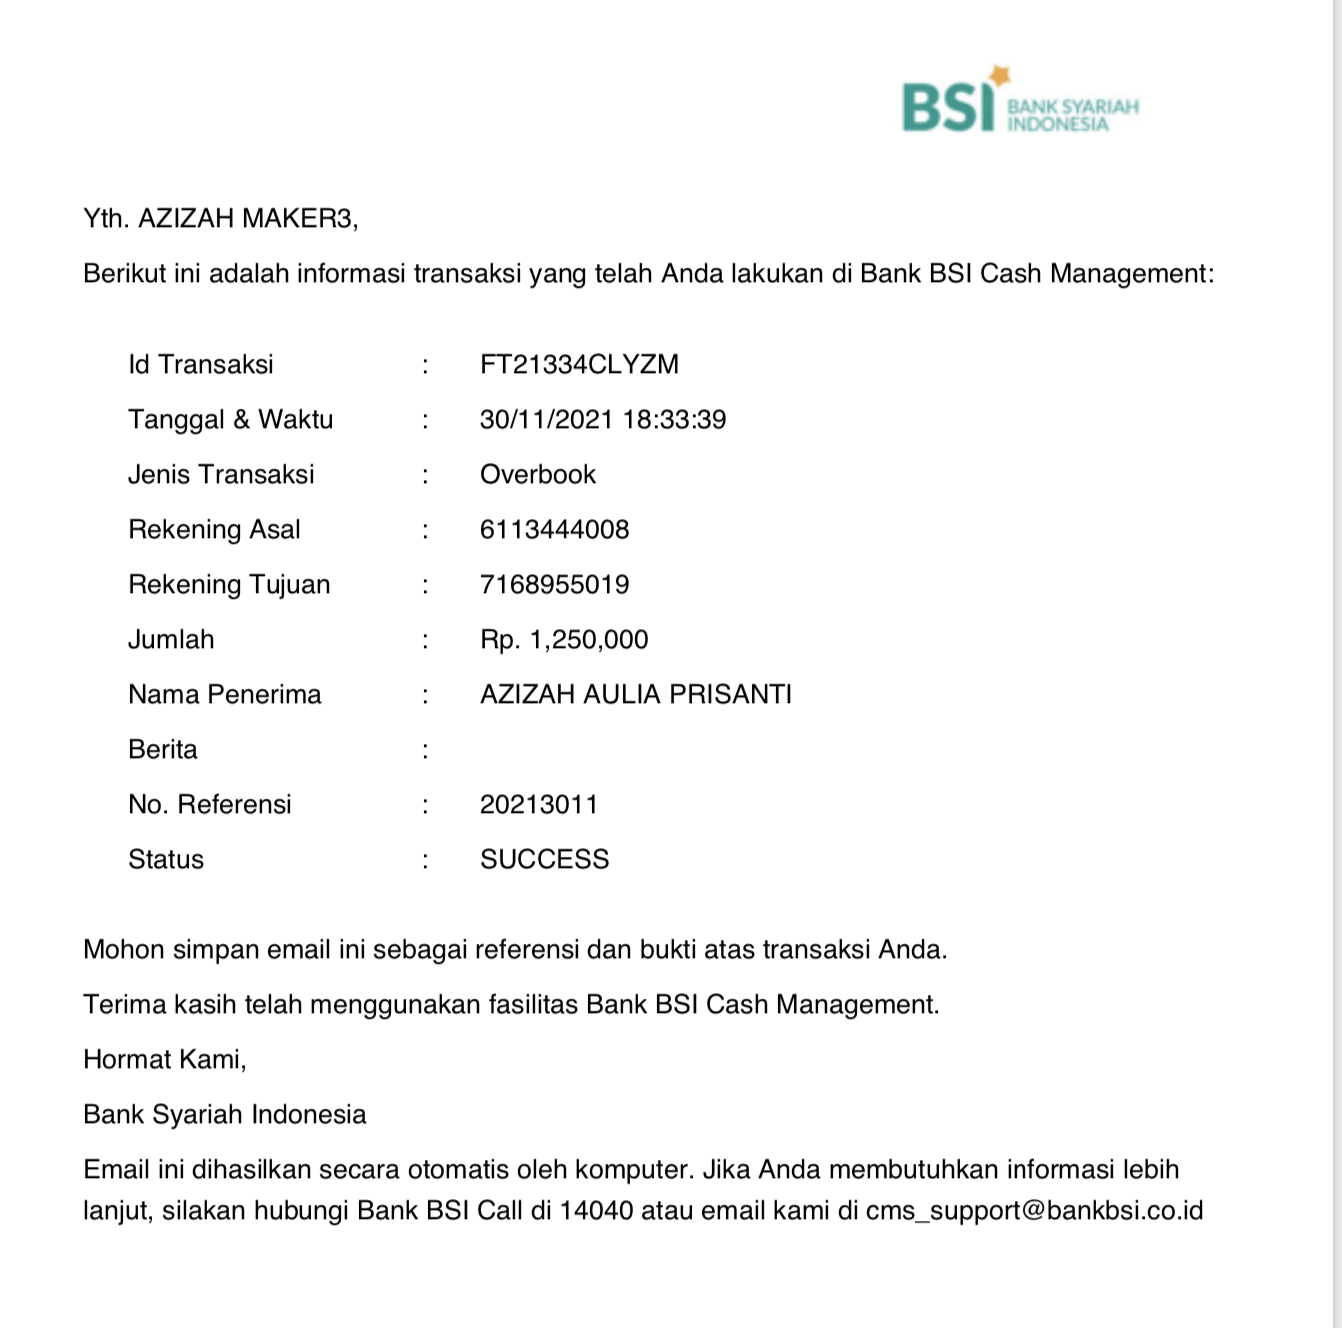 BSI BANK SYARIAH
INDONESIA
Yth. AZIZAH MAKER3,
Berikut ini adalah informasi transaksi yang telah Anda lakukan di Bank BSI Cash Management:
Id Transaksi : FT21334CLYZM
Tanggal & Waktu : 30/11/2021 18:33:39
Jenis Transaksi : Overbook
Rekening Asal : 6113444008
Rekening Tujuan : 7168955019
Jumlah : Rp. 1,250,000
Nama Penerima : AZIZAH AULIA PRISANTI
Berita :
No. Referensi : 20213011
Status : SUCCESS
Mohon simpan email ini sebagai referensi dan bukti atas transaksi Anda.
Terima kasih telah menggunakan fasilitas Bank BSI Cash Management.
Hormat Kami,
Bank Syariah Indonesia
Email ini dihasilkan secara otomatis oleh komputer. Jika Anda membutuhkan informasi lebih
lanjut, silakan hubungi Bank BSI Call di 14040 atau email kami di cms_support@bankbsi.co.id